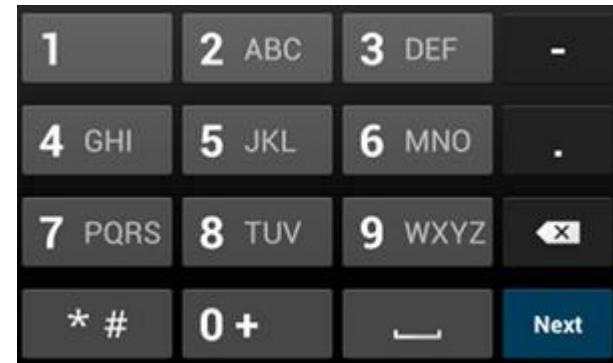 1 2 ABC 3 DEF -
4 GHI 5 JKL 6 MNO .
7 PQRS 8 TUV 9 WXYZ
* # 0 + Next